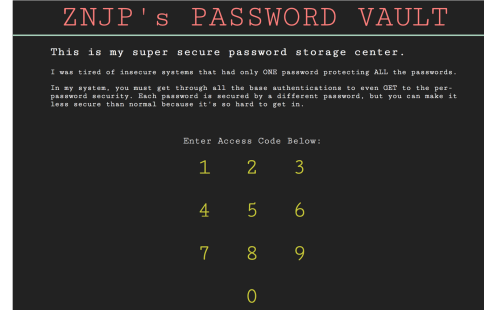 ZNJP's PASSWORD VAULT
This is my super secure password storage center.
I was tired of insecure systems that had only ONE password protecting ALL the passwords.
In my system, you must get through all the base authentications to even GET to the per-
password security. Each password is secured by a different password, but you can make it
less secure than normal because it's so hard to get in.
Enter Access Code Below:
1 2 3
4 5 6
7 8 9
0